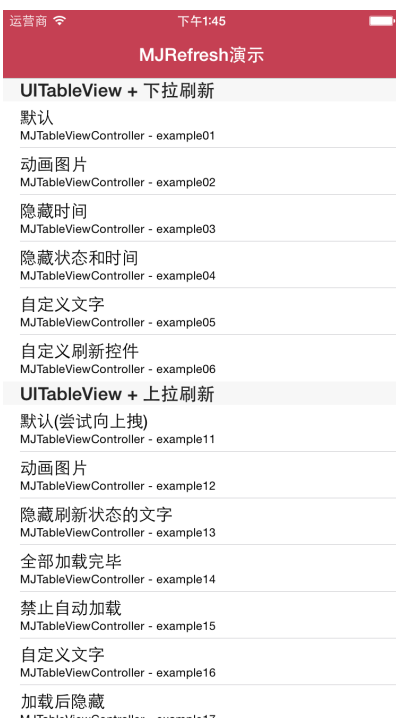 运营商 下午1:45
MJRefresh演示
UITableView + 下拉刷新
默认
MJTableViewController - example01
动画图片
MJTableViewController - example02
隐藏时间
MJTableViewController - example03
隐藏状态和时间
MJTableViewController - example04
自定义文字
MJTableViewController - example05
自定义刷新控件
MJTableViewController - example06
UITableView + 上拉刷新
默认(尝试向上拽)
MJTableViewController - example11
动画图片
MJTableViewController - example12
隐藏刷新状态的文字
MJTableViewController - example13
全部加载完毕
MJTableViewController - example14
禁止自动加载
MJTableViewController - example15
自定义文字
MJTableViewController - example16
加载后隐藏
MJTableViewController - example17